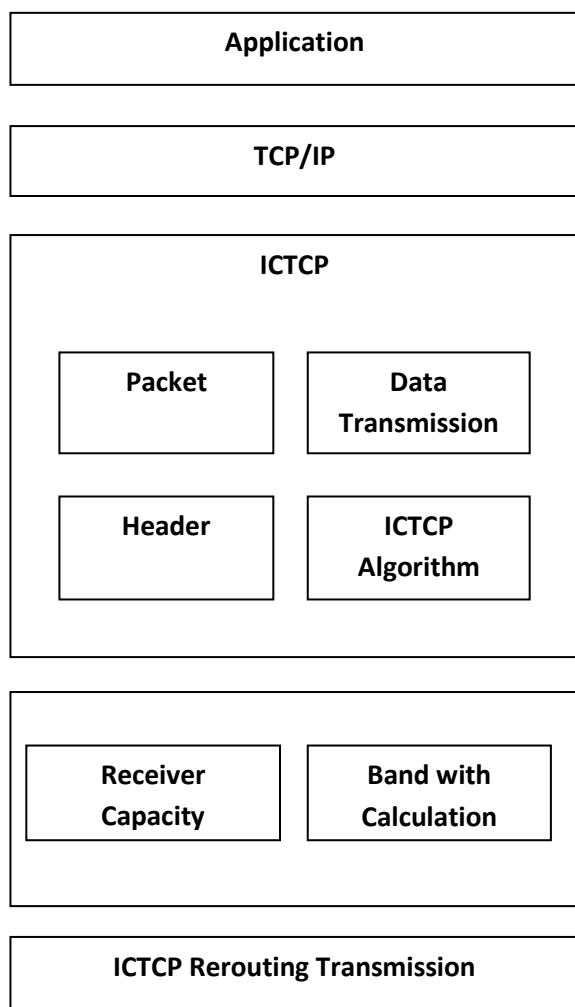 Application
TCP/IP
ICTCP
Packet
Data
Transmission
Header
ICTCP
Algorithm
Receiver
Capacity
Band with
Calculation
ICTCP Rerouting Transmission